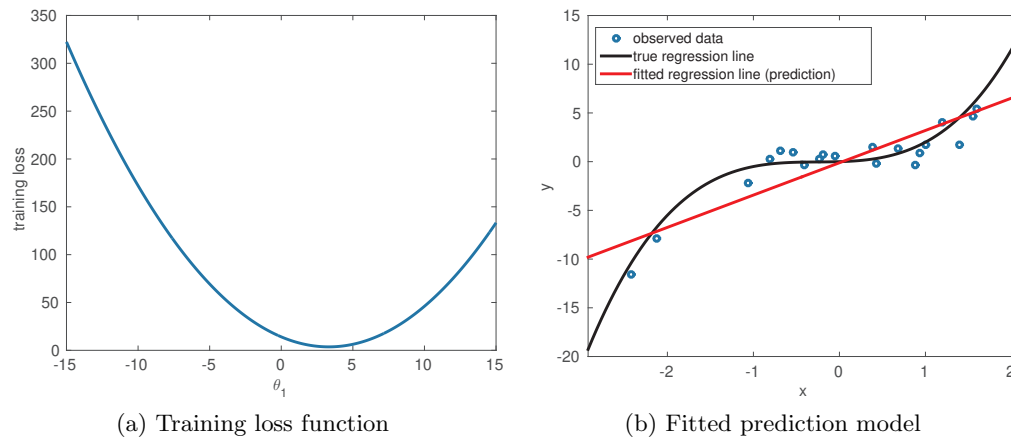 350
300
250
200
150
100
50
0
training loss
-15 -10 -5 0 5 10 15
θ1
(a) Training loss function
15
10
5
0
-5
-10
-15
-20
y
observed data
true regression line
fitted regression line (prediction)
-2 -1 0 1 2
x
(b) Fitted prediction model